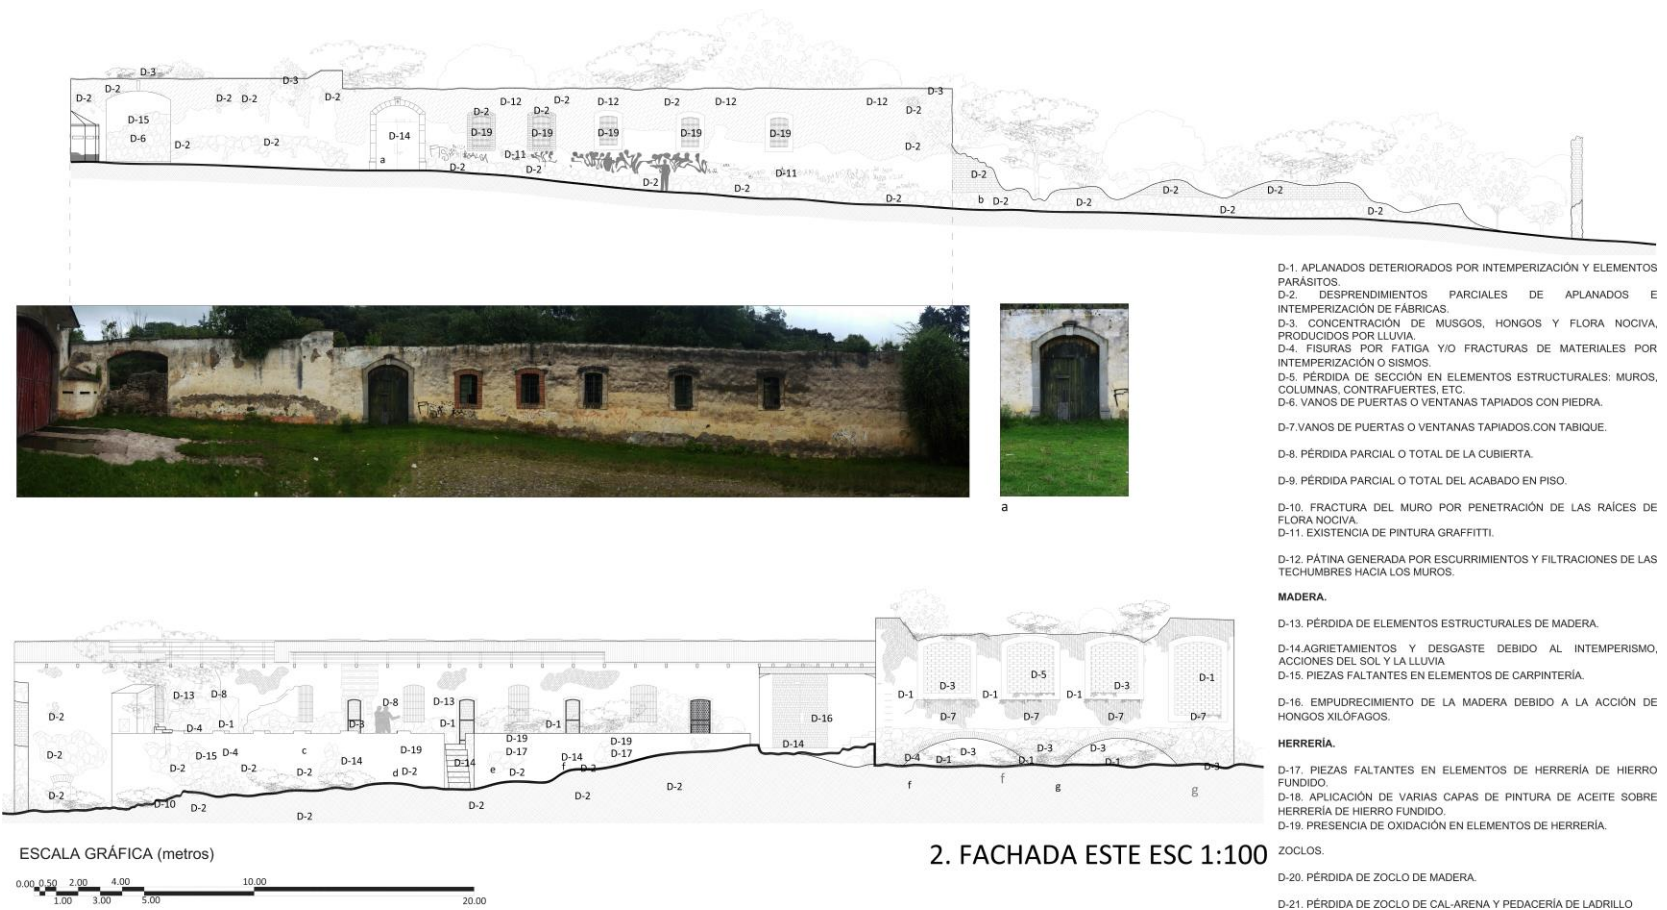 D-3
D-3
D-3
D-2
D-2
D-2
D-2
D-2
D-12
D-2
D-12
D-2
D-12
D-12
D-2
D-2
D-2
D-15
D-6
D-2
D-2
D-14
a
D-19
D-19
D-19
D-19
D-19
D-2
D-11
D-2
D-2
D-2
D-11
D-2
D-2
D-2
b
D-2
D-2
D-2
D-2
D-2
D-2
a
D-1. APLANADOS DETERIORADOS POR INTEMPERIZACIÓN Y ELEMENTOS
PARÁSITOS.
D-2. DESPRENDIMIENTOS PARCIALES DE APLANADOS E
INTEMPERIZACIÓN DE FÁBRICAS.
D-3. CONCENTRACIÓN DE MUSGOS, HONGOS Y FLORA NOCIVA,
PRODUCIDOS POR LLUVIA.
D-4. FISURAS POR FATIGA Y/O FRACTURAS DE MATERIALES POR
INTEMPERIZACIÓN O SISMOS.
D-5. PÉRDIDA DE SECCIÓN EN ELEMENTOS ESTRUCTURALES: MUROS,
COLUMNAS, CONTRAFUERTES, ETC.
D-6. VANOS DE PUERTAS O VENTANAS TAPIADOS CON PIEDRA.
D-7.VANOS DE PUERTAS O VENTANAS TAPIADOS.CON TABIQUE.
D-8. PÉRDIDA PARCIAL O TOTAL DE LA CUBIERTA.
D-9. PÉRDIDA PARCIAL O TOTAL DEL ACABADO EN PISO.
D-10. FRACTURA DEL MURO POR PENETRACIÓN DE LAS RAÍCES DE
FLORA NOCIVA.
D-11. EXISTENCIA DE PINTURA GRAFFITTI.
D-12. PÁTINA GENERADA POR ESCURRIMIENTOS Y FILTRACIONES DE LAS
TECHUMBRES HACIA LOS MUROS.
MADERA.
D-13. PÉRDIDA DE ELEMENTOS ESTRUCTURALES DE MADERA.
D-14.AGRIETAMIENTOS Y DESGASTE DEBIDO AL INTEMPERISMO,
ACCIONES DEL SOL Y LA LLUVIA
D-15. PIEZAS FALTANTES EN ELEMENTOS DE CARPINTERÍA.
D-16. EMPUDRECIMIENTO DE LA MADERA DEBIDO A LA ACCIÓN DE
HONGOS XILÓFAGOS.
HERRERÍA.
D-17. PIEZAS FALTANTES EN ELEMENTOS DE HERRERÍA DE HIERRO
FUNDIDO.
D-18. APLICACIÓN DE VARIAS CAPAS DE PINTURA DE ACEITE SOBRE
HERRERÍA DE HIERRO FUNDIDO.
D-19. PRESENCIA DE OXIDACIÓN EN ELEMENTOS DE HERRERÍA.
ZOCLOS.
D-20. PÉRDIDA DE ZOCLO DE MADERA.
D-21. PÉRDIDA DE ZOCLO DE CAL-ARENA Y PEDACERÍA DE LADRILLO
D-13 D-8
D-2
D-4 D-1
D-3
D-8
D-13
D-1
D-1
D-16
D-14
D-1
D-3
D-1
D-5
D-1
D-3
D-1
D-7
D-7
D-7
D-7
D-2
D-15 D-4
c
D-19
D-19
D-17
D-19
D-17
D-2
D-2
D-2
D-14
d D-2
D-14
e D-2
D-14
f D-2
D-2
D-4
D-3
D-1
D-3
D-1
D-3
D-1
D-3
D-2
D-10 D-2
D-2
D-2
D-2
f
f
g
g
ESCALA GRÁFICA (metros)
0.00 0.50 2.00 4.00 10.00
1.00 3.00 5.00 20.00
2. FACHADA ESTE ESC 1:100